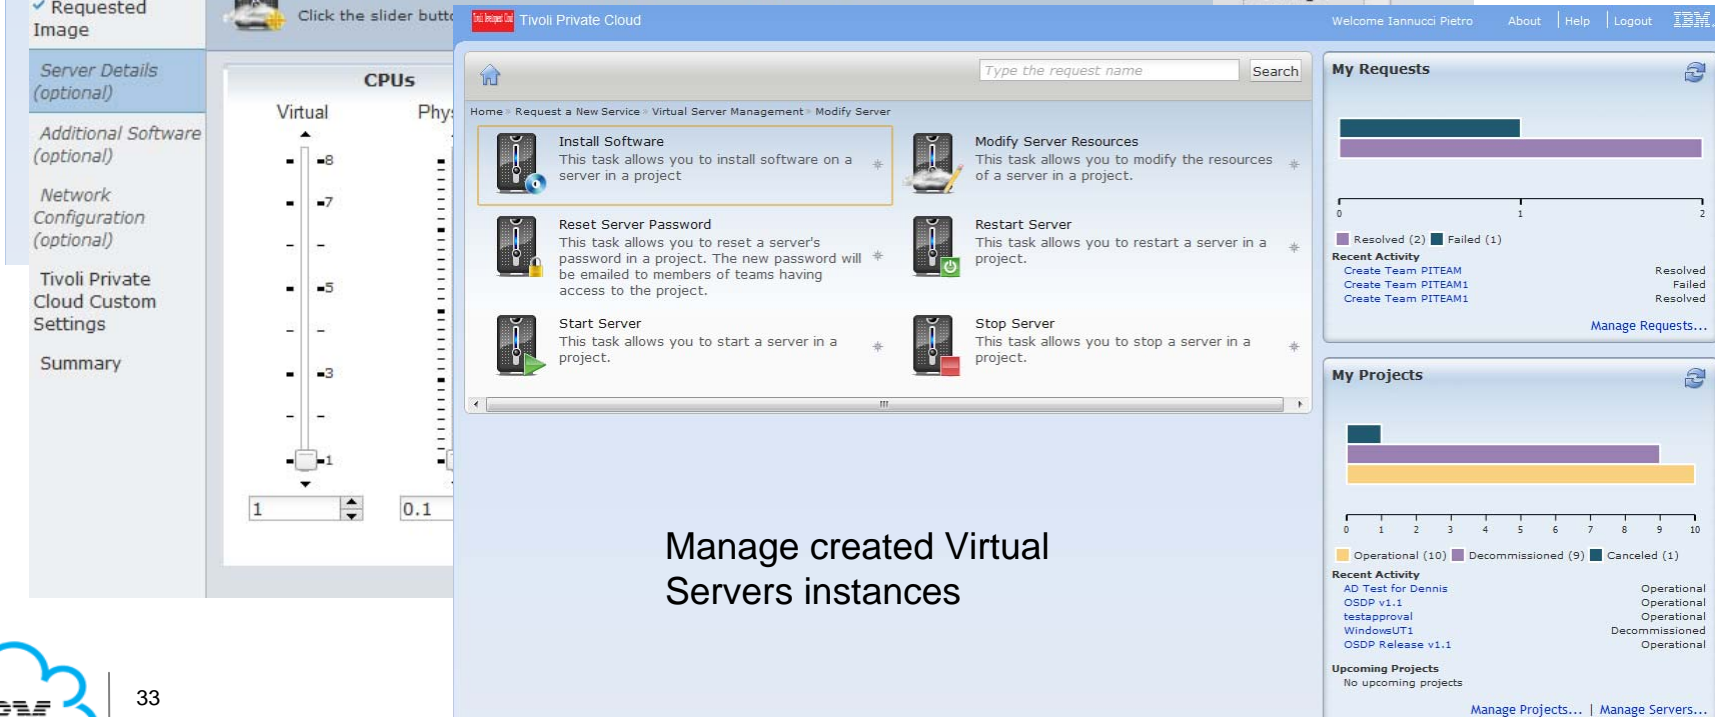 Requested
Image
Server Details
(optional)
Additional Software
(optional)
Network
Configuration
(optional)
Tivoli Private
Cloud Custom
Settings
Summary
Click the slider
CPUs
Virtual
8
7
5
3
1
1
0.1
Tivoli Private Cloud
Welcome Iannucci Pietro About Help Logout IBM
Type the request name Search
Home » Request a New Service » Virtual Server Management » Modify Server
Install Software
This task allows you to install software on a
server in a project
Modify Server Resources
This task allows you to modify the resources
of a server in a project.
Reset Server Password
This task allows you to reset a server's
password in a project. The new password will
be emailed to members of teams having
access to the project.
Restart Server
This task allows you to restart a server in a
project.
Start Server
This task allows you to start a server in a
project.
Stop Server
This task allows you to stop a server in a
project.
My Requests
0 1 2
Resolved (2) Failed (1)
Recent Activity
Create Team PITEAM Resolved
Create Team PITEAM1 Failed
Create Team PITEAM1 Resolved
Manage Requests...
My Projects
0 1 2 3 4 5 6 7 8 9 10
Operational (10) Decommissioned (9) Canceled (1)
Recent Activity
AD Test for Dennis Operational
OSDP v1.1 Operational
testapproval Operational
WindowsUT1 Decommissioned
OSDP Release v1.1 Operational
Upcoming Projects
No upcoming projects
Manage Projects... | Manage Servers...
Manage created Virtual
Servers instances
33